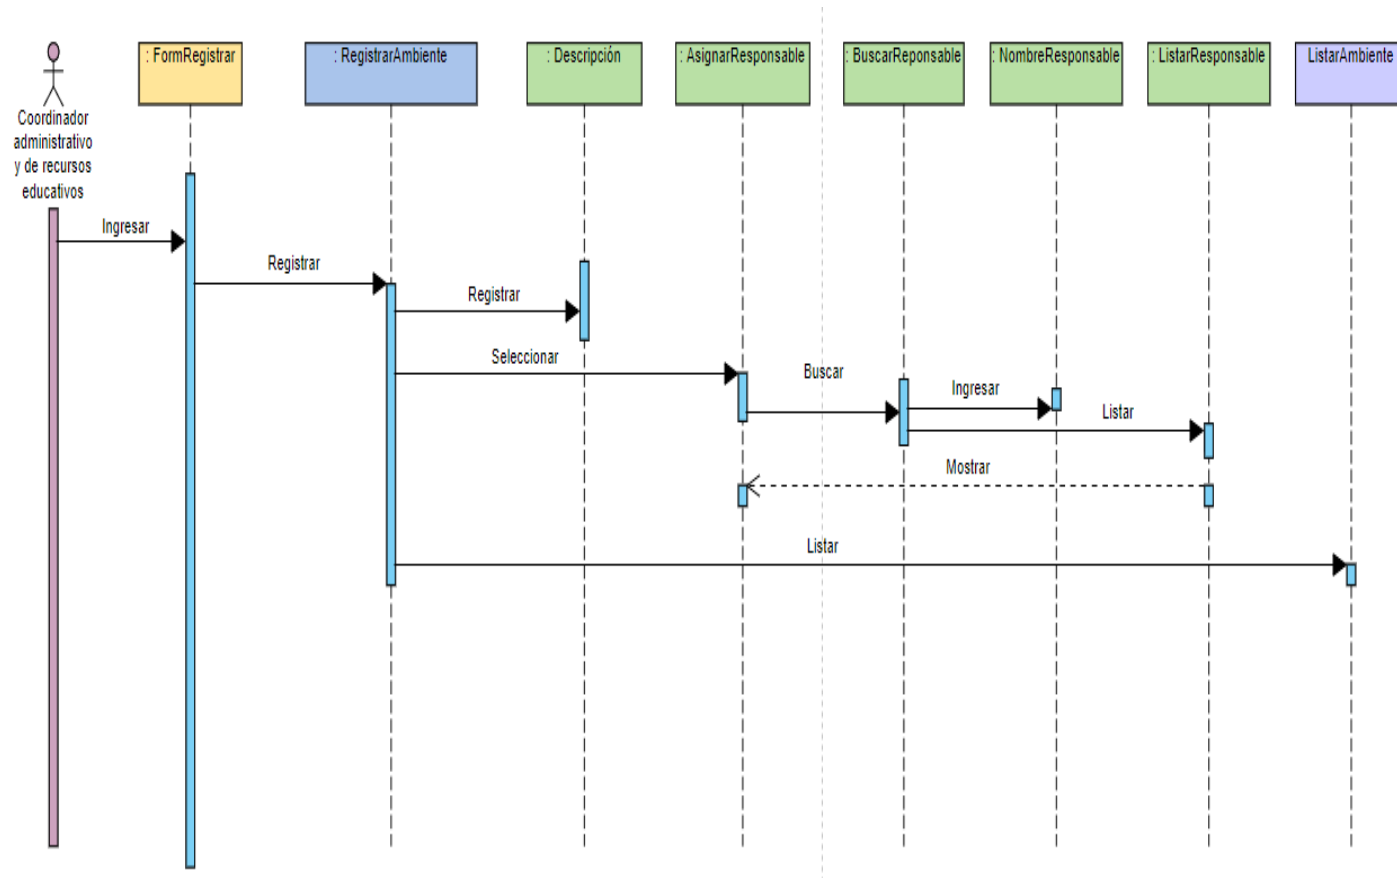 : FormRegistrar
: RegistrarAmbiente
: Descripción
: AsignarResponsable
: BuscarReponsable
: NombreResponsable
: ListarResponsable
ListarAmbiente
Coordinador
administrativo
y de recursos
educativos
Ingresar
Registrar
Registrar
Seleccionar
Buscar
Ingresar
Listar
Mostrar
Listar